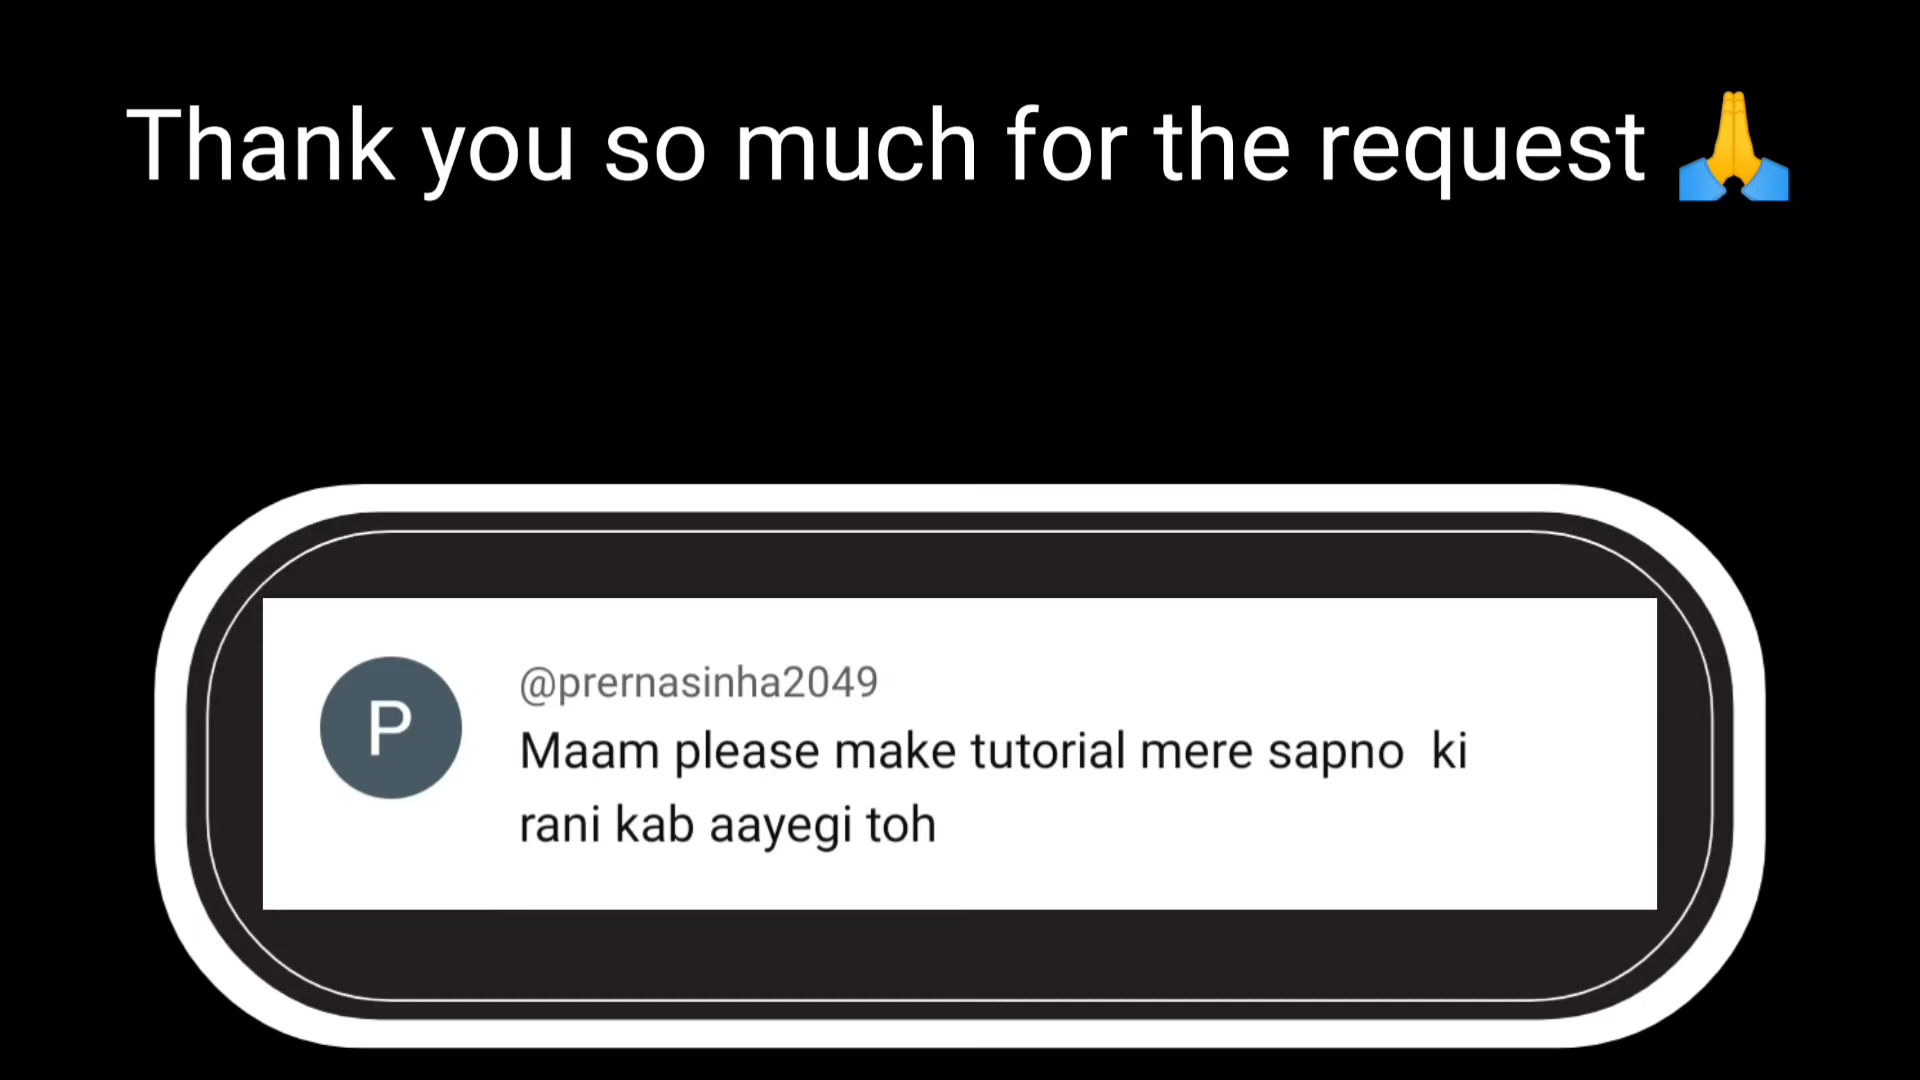 Thank you so much for the request 🙏
P
@prernasinha2049
Maam please make tutorial mere sapno  ki
rani kab aayegi toh